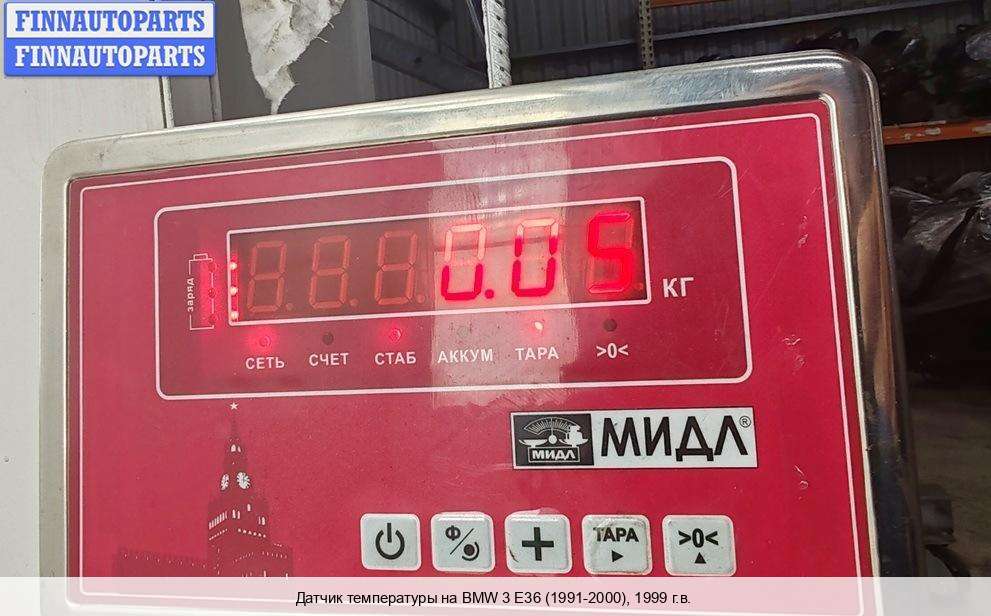 FINNAUTOPARTS
FINNAUTOPARTS
заряд
0.05
КГ
СЕТЬ СЧЕТ СТАБ АККУМ ТАРА >0<
МИДЛ МИДЛ®
Ф/ + ТАРА >0<
Датчик температуры на BMW 3 E36 (1991-2000), 1999 г.в.